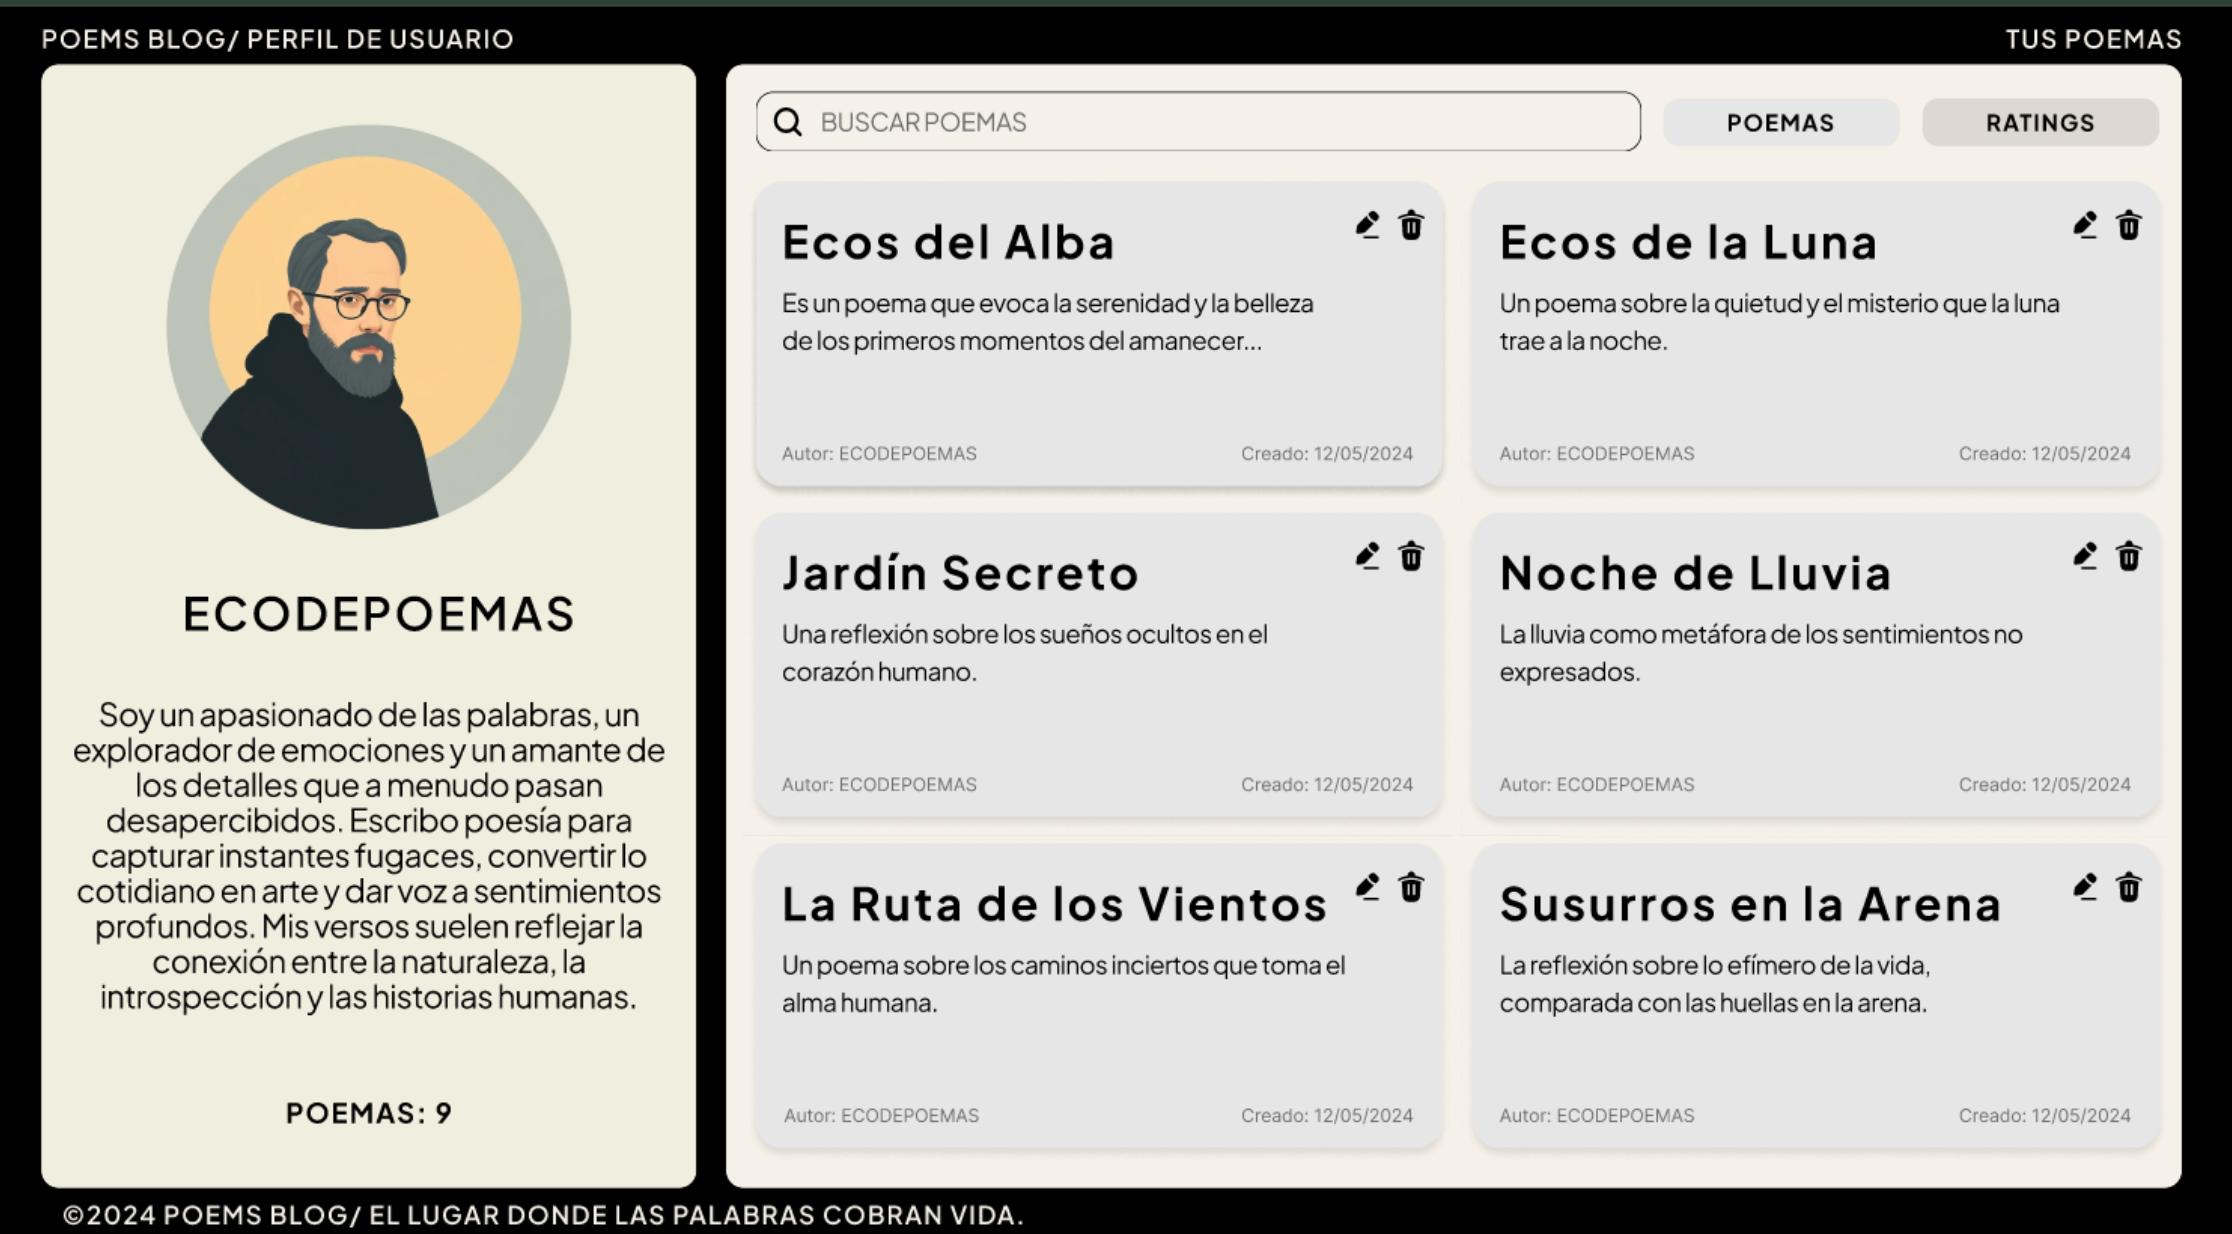 POEMS BLOG/ PERFIL DE USUARIO
TUS POEMAS
ECODEPOEMAS
Soy un apasionado de las palabras, un
explorador de emociones y un amante de
los detalles que a menudo pasan
desapercibidos. Escribo poesía para
capturar instantes fugaces, convertir lo
cotidiano en arte y dar voz a sentimientos
profundos. Mis versos suelen reflejar la
conexión entre la naturaleza, la
introspección y las historias humanas.
POEMAS: 9
BUSCAR POEMAS
POEMAS
RATINGS
Ecos del Alba
Es un poema que evoca la serenidad y la belleza
de los primeros momentos del amanecer...
Autor: ECODEPOEMAS
Creado: 12/05/2024
Ecos de la Luna
Un poema sobre la quietud y el misterio que la luna
trae a la noche.
Autor: ECODEPOEMAS
Creado: 12/05/2024
Jardín Secreto
Una reflexión sobre los sueños ocultos en el
corazón humano.
Autor: ECODEPOEMAS
Creado: 12/05/2024
Noche de Lluvia
La lluvia como metáfora de los sentimientos no
expresados.
Autor: ECODEPOEMAS
Creado: 12/05/2024
La Ruta de los Vientos
Un poema sobre los caminos inciertos que toma el
alma humana.
Autor: ECODEPOEMAS
Creado: 12/05/2024
Susurros en la Arena
La reflexión sobre lo efímero de la vida,
comparada con las huellas en la arena.
Autor: ECODEPOEMAS
Creado: 12/05/2024
©2024 POEMS BLOG/ EL LUGAR DONDE LAS PALABRAS COBRAN VIDA.